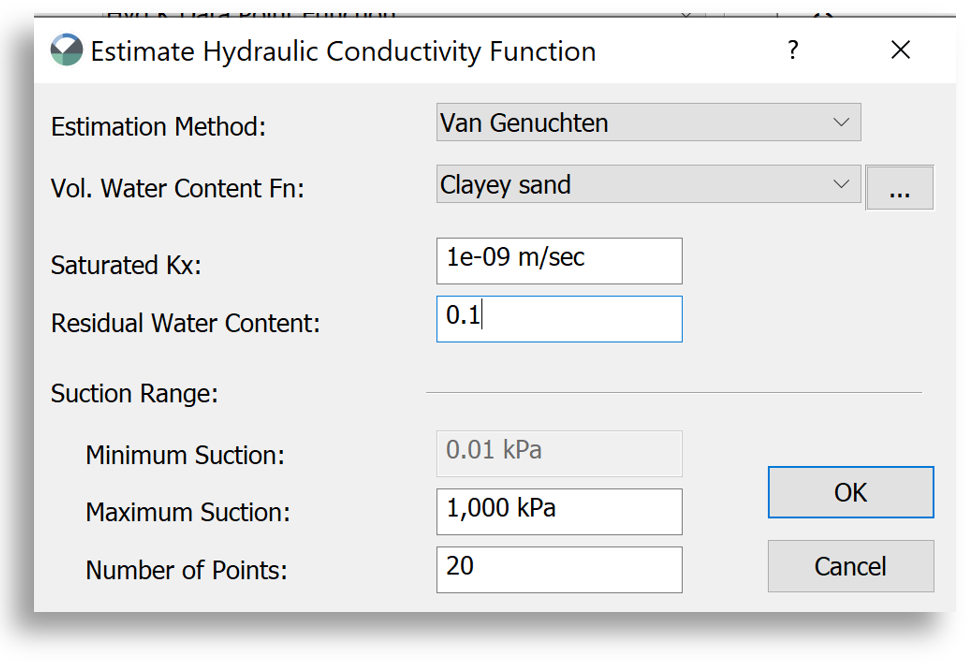 Estimate Hydraulic Conductivity Function ?
Estimation Method: Van Genuchten
Vol. Water Content Fn: Clayey sand ...
Saturated Kx: 1e-09 m/sec
Residual Water Content: 0.1
Suction Range:
Minimum Suction: 0.01 kPa
Maximum Suction: 1,000 kPa
OK
Number of Points: 20
Cancel